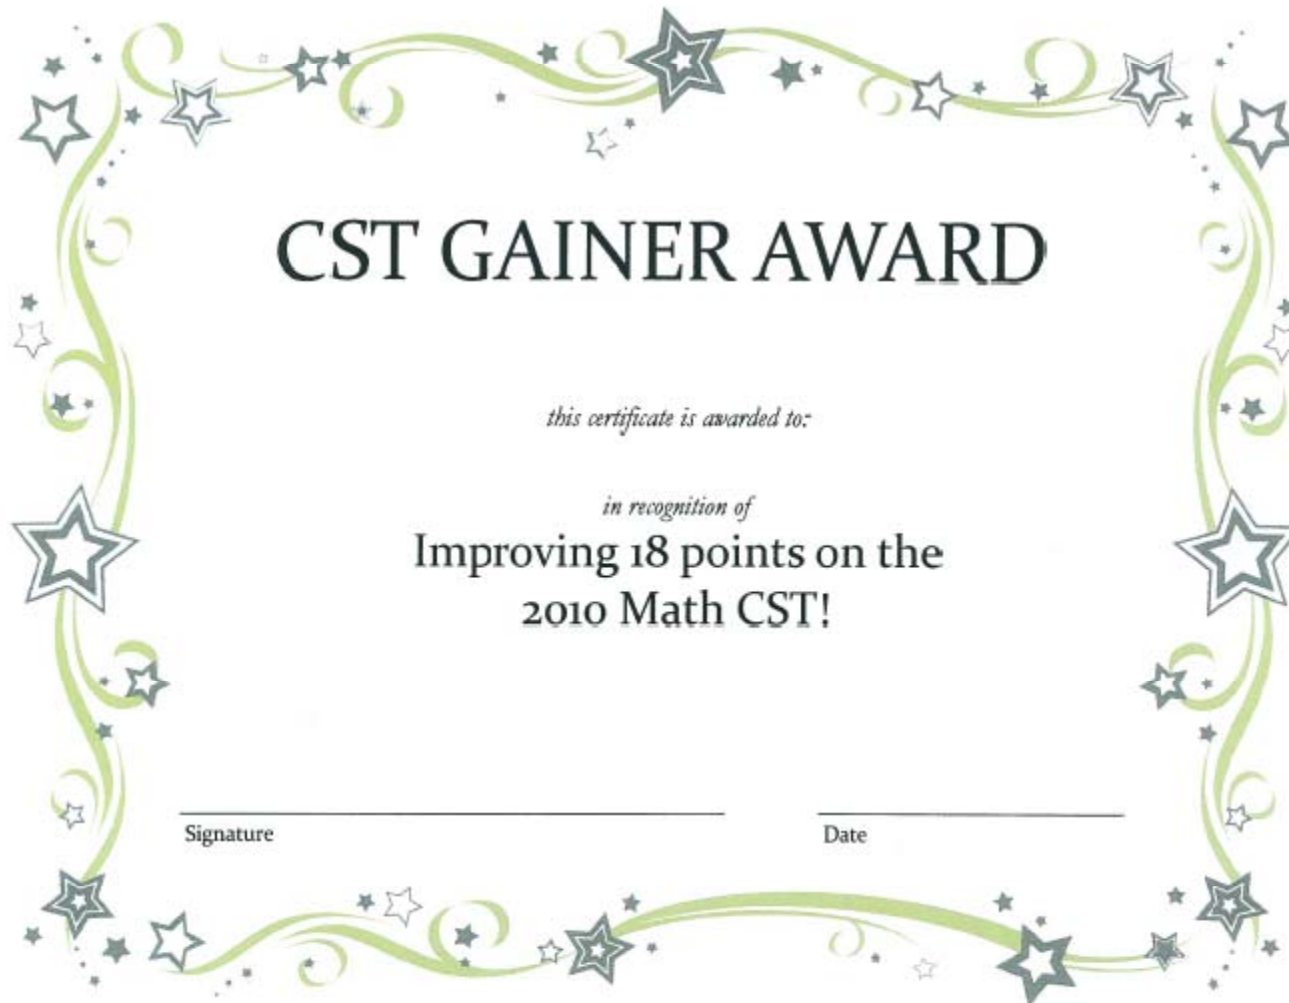 CST GAINER AWARD
this certificate is awarded to:
in recognition of
Improving 18 points on the
2010 Math CST!
Signature
Date